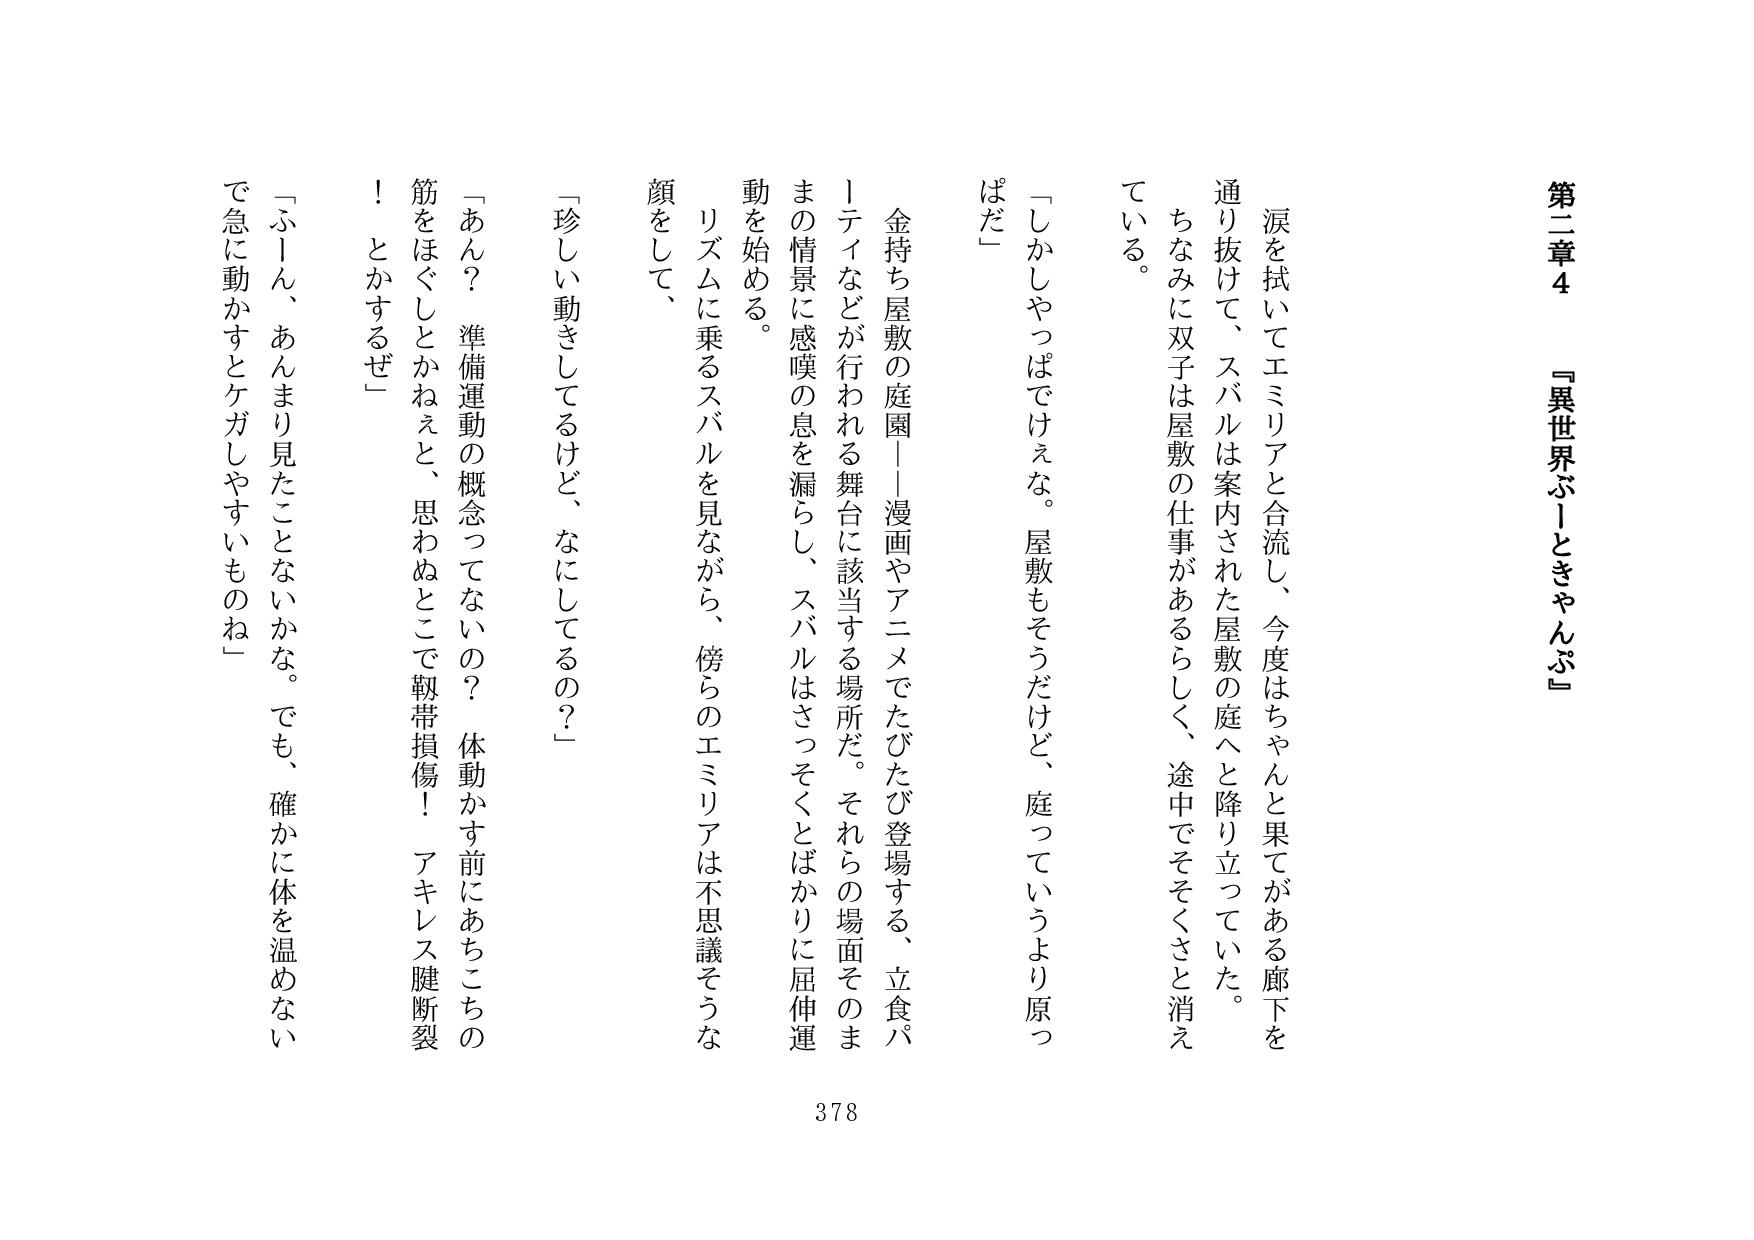 第二章4　　『異世界ぶーときゃんぷ』
　涙を拭いてエミリアと合流し、今度はちゃんと果てがある廊下を
通り抜けて、スバルは案内された屋敷の庭へと降り立っていた。
　ちなみに双子は屋敷の仕事があるらしく、途中でそそくさと消え
ている。
「しかしやっぱでけぇな。屋敷もそうだけど、庭っていうより原っ
ぱだ」
　金持ち屋敷の庭園――漫画やアニメでたびたび登場する、立食パ
ーティなどが行われる舞台に該当する場所だ。それらの場面そのま
まの情景に感嘆の息を漏らし、スバルはさっそくとばかりに屈伸運
動を始める。
　リズムに乗るスバルを見ながら、傍らのエミリアは不思議そうな
顔をして、
「珍しい動きしてるけど、なにしてるの？」
「あん？　準備運動の概念ってないの？　体動かす前にあちこちの
筋をほぐしとかねぇと、思わぬとこで靱帯損傷！　アキレス腱断裂
！　とかするぜ」
「ふーん、あんまり見たことないかな。でも、確かに体を温めない
で急に動かすとケガしやすいものね」
378